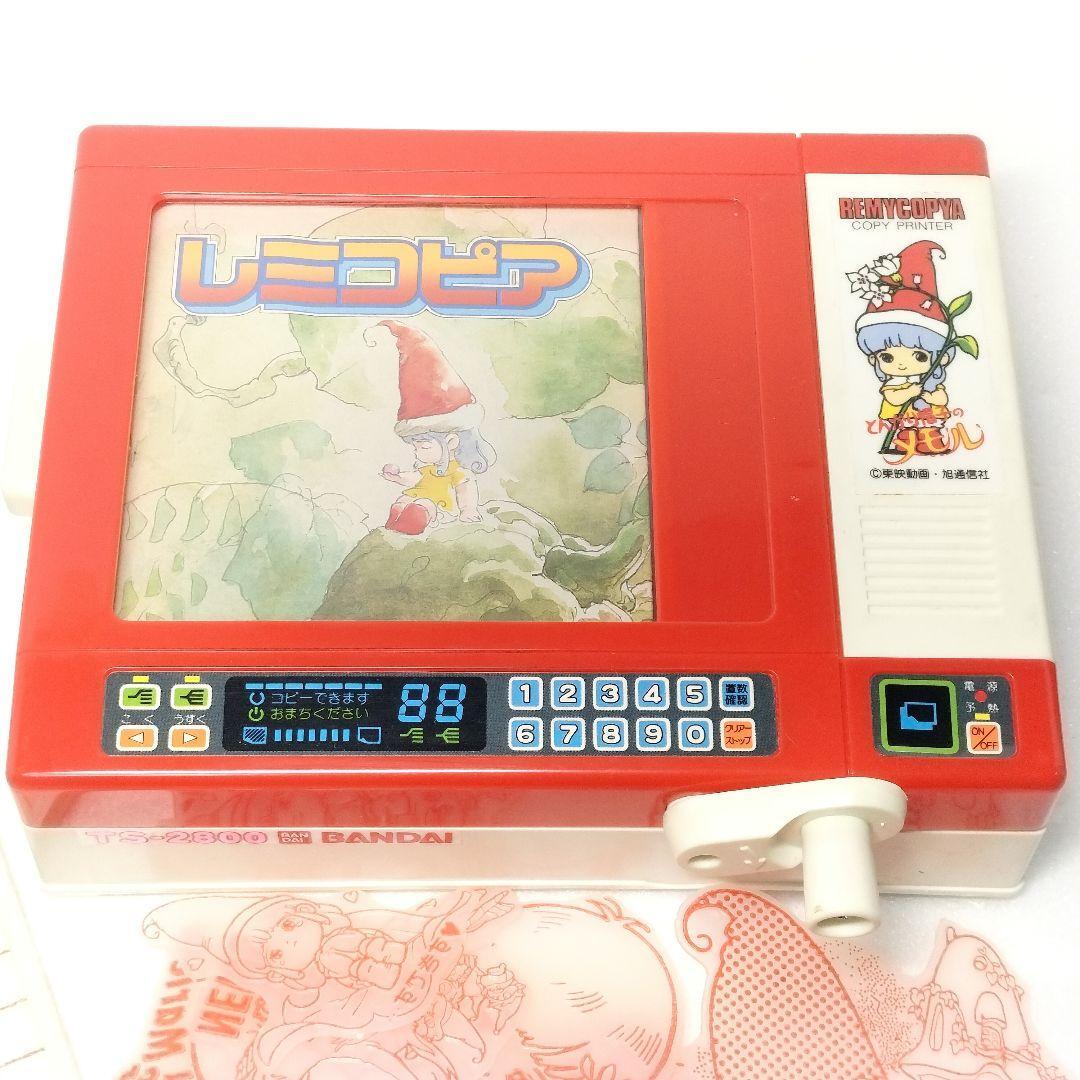 レミコピア
REMYCOPYA
COPY PRINTER
とんがり帽子の
メモル
©東映動画・旭通信社
コピーできます
おまちください
88
こく うすく
1 2 3 4 5
6 7 8 9 0
置数
確認
クリアー
ストップ
電源
予熱
ON/OFF
TS-2800 BAN DAI BANDAI